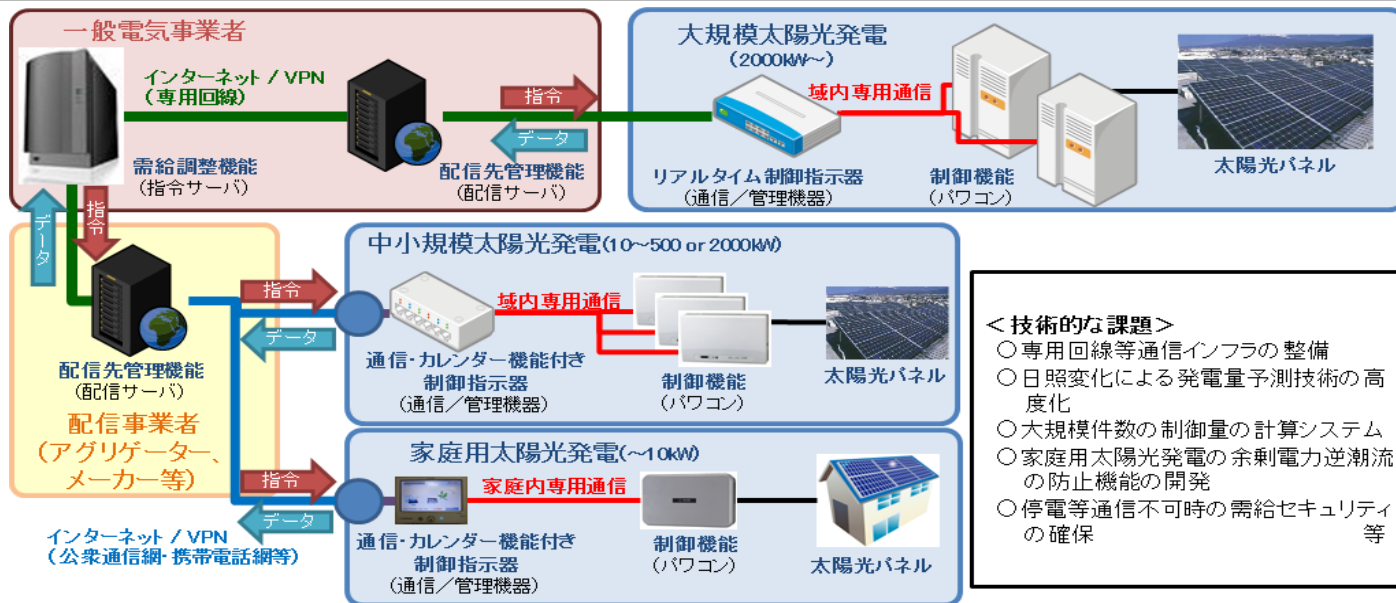 一般電気事業者
インターネット / VPN
(専用回線)
指令
データ
需給調整機能
(指令サーバ)
配信先管理機能
(配信サーバ)
大規模太陽光発電
(2000kW～)
域内専用通信
リアルタイム制御指示器
(通信／管理機器)
制御機能
(パワコン)
太陽光パネル
データ
指令
配信先管理機能
(配信サーバ)
配信事業者
(アグリゲーター、
メーカー等)
インターネット / VPN
(公衆通信網・携帯電話網等)
指令
データ
中小規模太陽光発電(10～500 or 2000kW)
域内専用通信
通信・カレンダー機能付き
制御指示器
(通信／管理機器)
制御機能
(パワコン)
太陽光パネル
指令
データ
家庭用太陽光発電(～10kW)
家庭内専用通信
通信・カレンダー機能付き
制御指示器
(通信／管理機器)
制御機能
(パワコン)
太陽光パネル
＜技術的な課題＞
○専用回線等通信インフラの整備
○日照変化による発電量予測技術の高
度化
○大規模件数の制御量の計算システム
○家庭用太陽光発電の余剰電力逆潮流
の防止機能の開発
○停電等通信不可時の需給セキュリティ
の確保 等